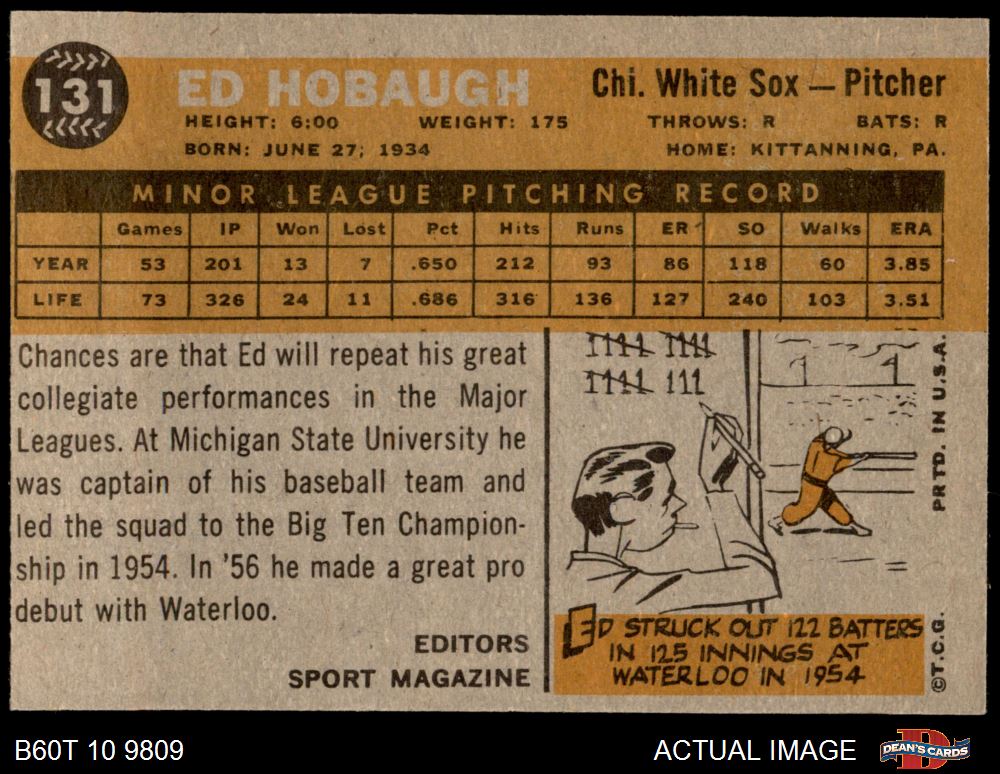 131
ED HOBAUGH
Chi. White Sox — Pitcher
HEIGHT: 6:00 WEIGHT: 175 THROWS: R BATS: R
BORN: JUNE 27; 1934 HOME: KITTANNING, PA.
MINOR LEAGUE PITCHING RECORD
Games IP Won Lost Pct Hits Runs ER SO Walks ERA
YEAR 53 201 13 7 .650 212 93 86 118 60 3.85
LIFE 73 326 24 11 .686 316 136 127 240 103 3.51
Chances are that Ed will repeat his great
collegiate performances in the Major
Leagues. At Michigan State University he
was captain of his baseball team and
led the squad to the Big Ten Champion-
ship in 1954. In '56 he made a great pro
debut with Waterloo.
EDITORS
SPORT MAGAZINE
ED STRUCK OUT 122 BATTERS
IN 125 INNINGS AT
WATERLOO IN 1954
©T.C.G. PRTD. IN U.S.A.
B60T 10 9809
ACTUAL IMAGE
DEAN'S CARDS